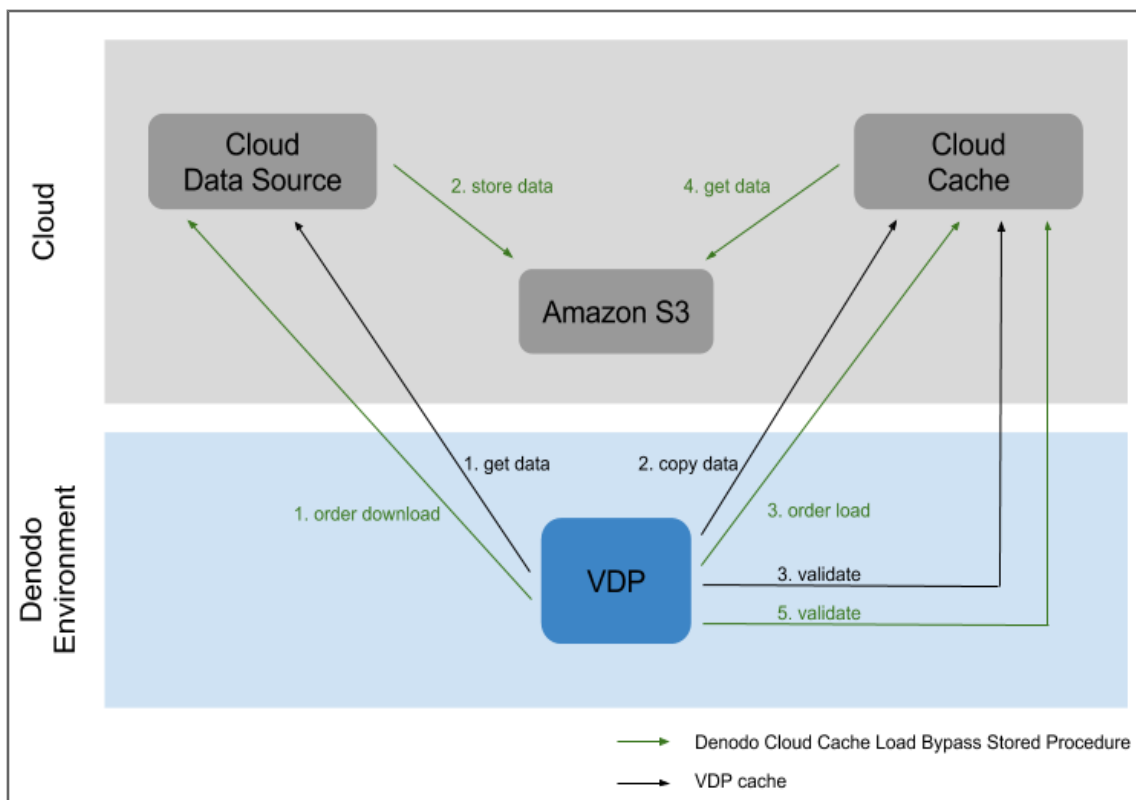 Cloud
Cloud
Data Source
Cloud
Cache
2. store data
4. get data
Amazon S3
Denodo
Environment
1. get data
2. copy data
1. order download
3. order load
VDP
3. validate
5. validate
Denodo Cloud Cache Load Bypass Stored Procedure
VDP cache